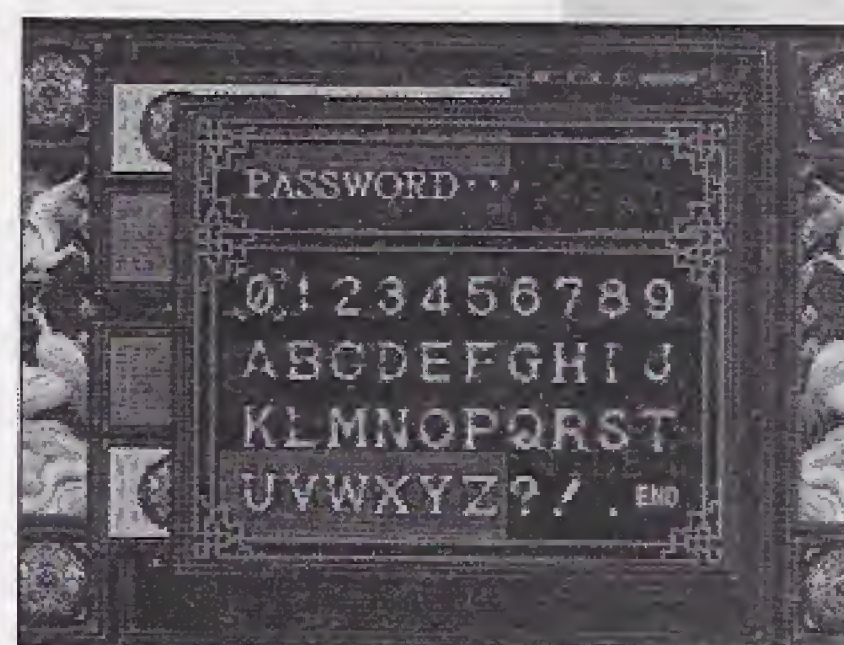 PASSWORD···
0123456789
ABCDEFGHIJ
KLMNOPQRST
UVWXYZ?!.END